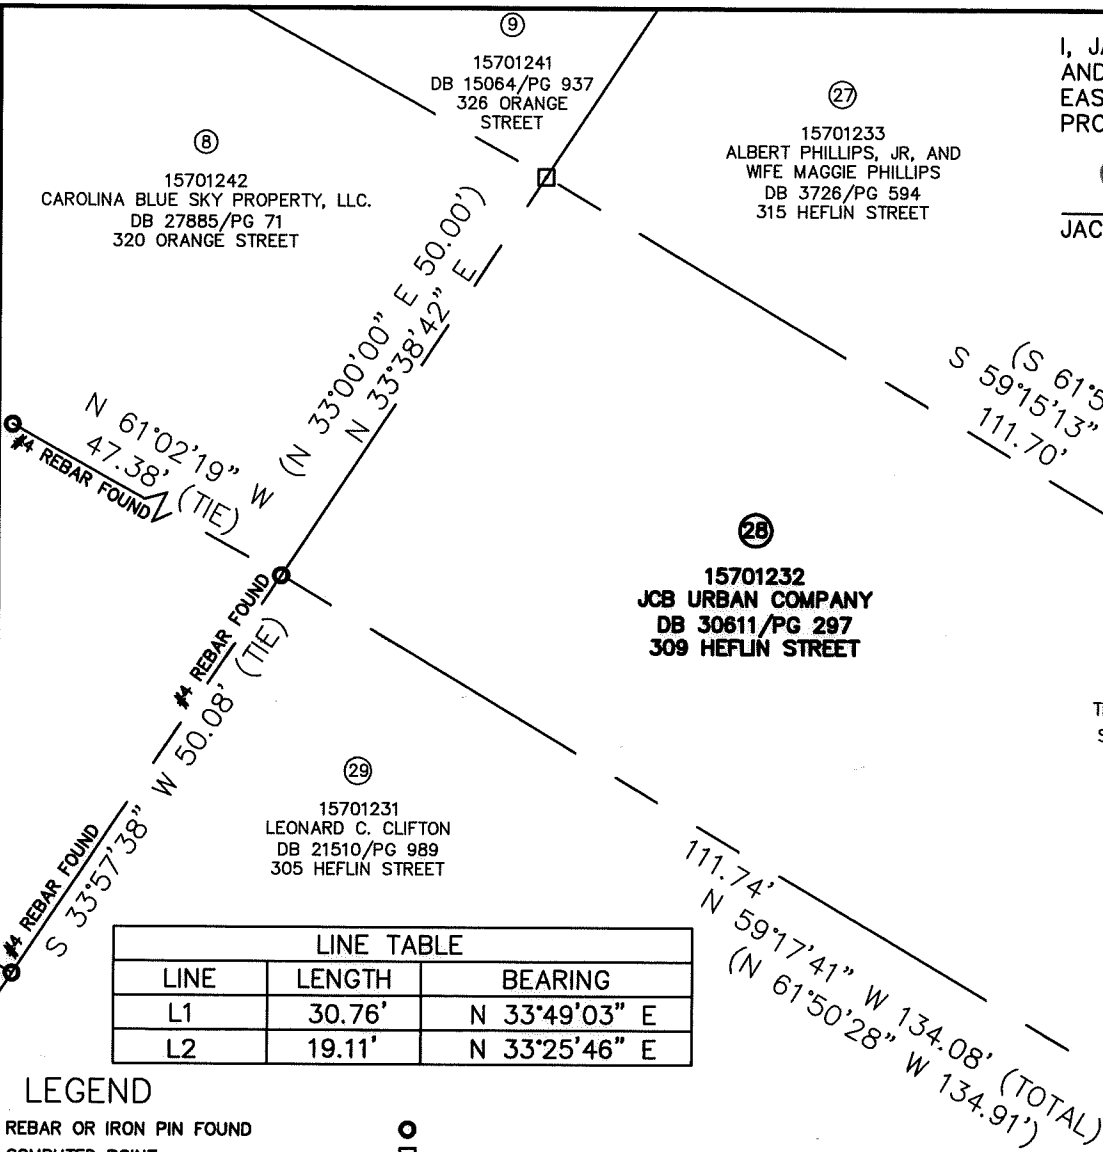 9
15701241
DB 15064/PG 937
326 ORANGE
STREET
27
15701233
ALBERT PHILLIPS, JR, AND
WIFE MAGGIE PHILLIPS
DB 3726/PG 594
315 HEFLIN STREET
I, JA
AND
EAS
PRO
JAC
8
15701242
CAROLINA BLUE SKY PROPERTY, LLC.
DB 27885/PG 71
320 ORANGE STREET
(N 33°00'00" E 50.00')
N 33°38'42" E
(S 61°5
S 59°15'13"
111.70'
N 61°02'19" W
47.38' (TIE)
#4 REBAR FOUND
28
15701232
JCB URBAN COMPANY
DB 30611/PG 297
309 HEFLIN STREET
#4 REBAR FOUND
S 33°57'38" W 50.08' (TIE)
#4 REBAR FOUND
29
15701231
LEONARD C. CLIFTON
DB 21510/PG 989
305 HEFLIN STREET
111.74'
N 59°17'41" W 134.08' (TOTAL)
(N 61°50'28" W 134.91')
LINE TABLE
LINE LENGTH BEARING
L1 30.76' N 33°49'03" E
L2 19.11' N 33°25'46" E
LEGEND
REBAR OR IRON PIN FOUND
COMPUTED POINT